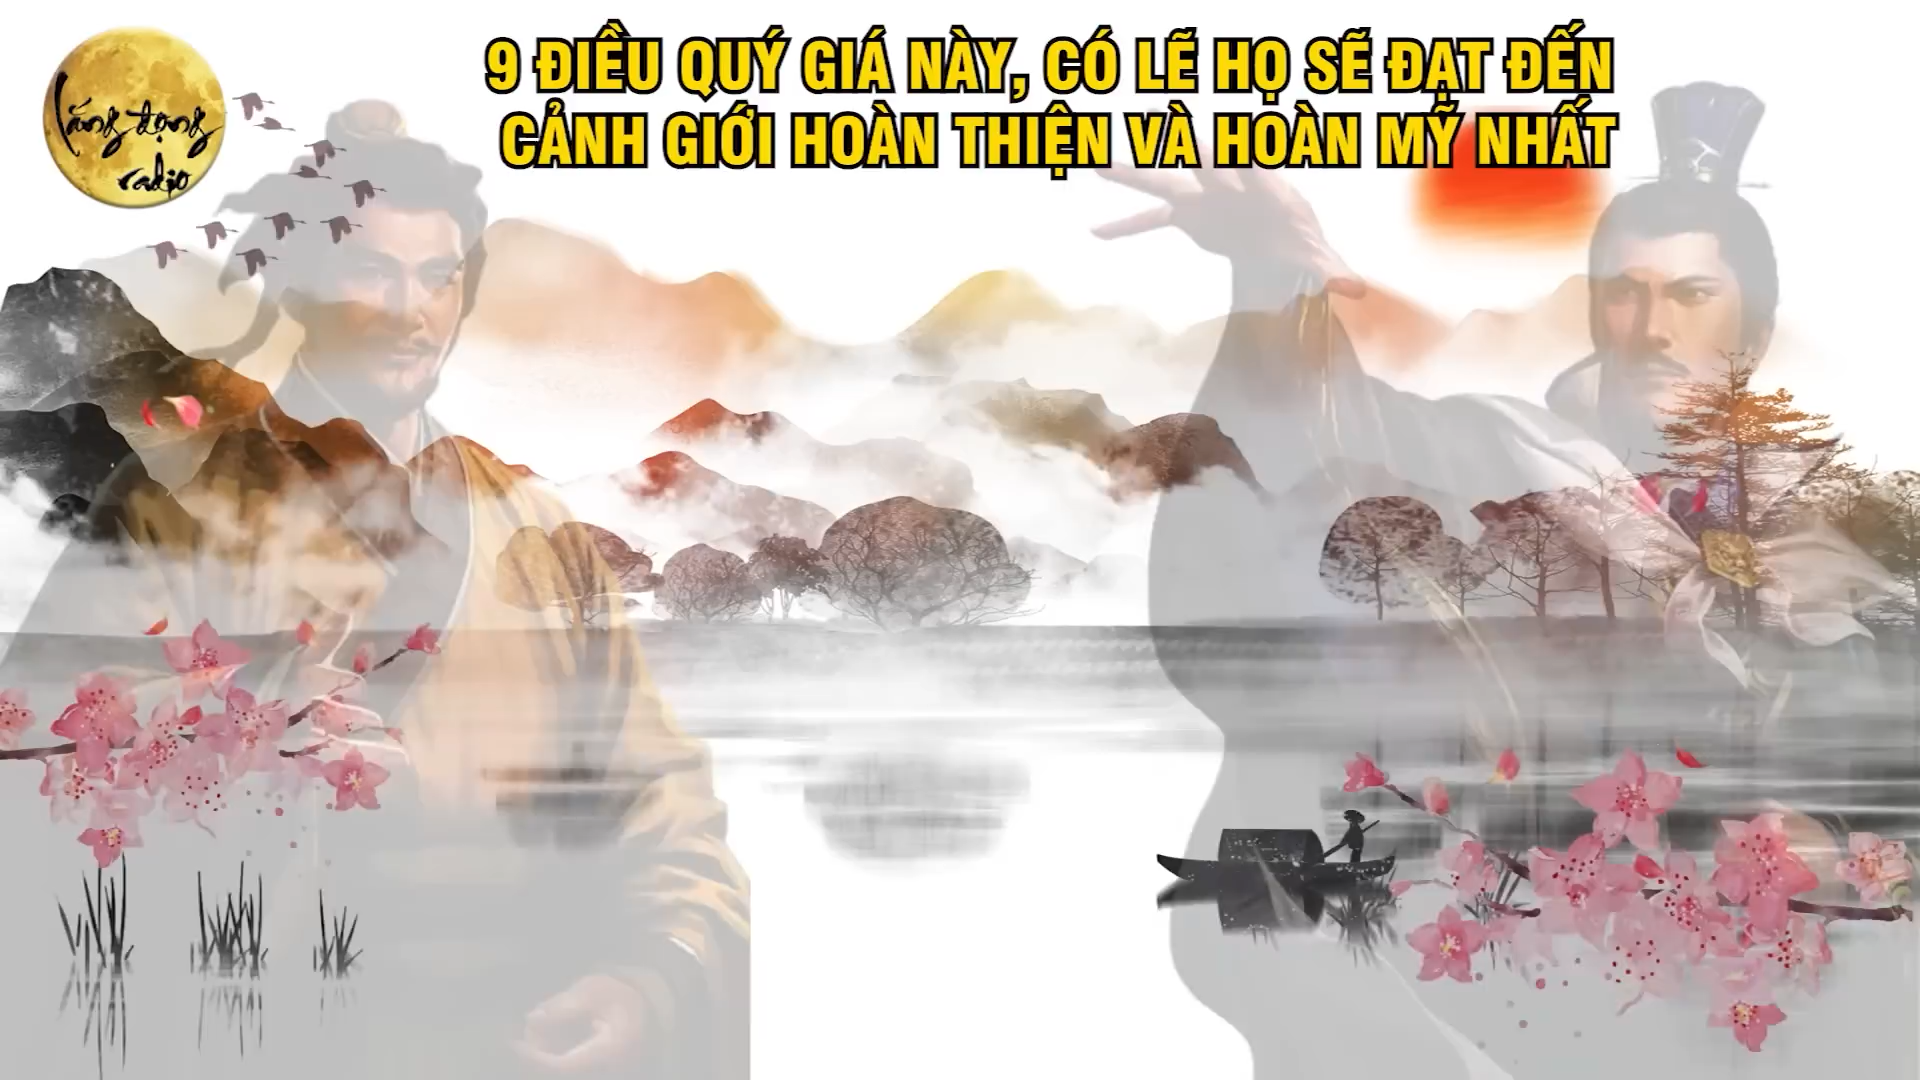 9 ĐIỀU QUÝ GIÁ NÀY, CÓ LẼ HỌ SẼ ĐẠT ĐẾN
CẢNH GIỚI HOÀN THIỆN VÀ HOÀN MỸ NHẤT
lắng đọng
radio